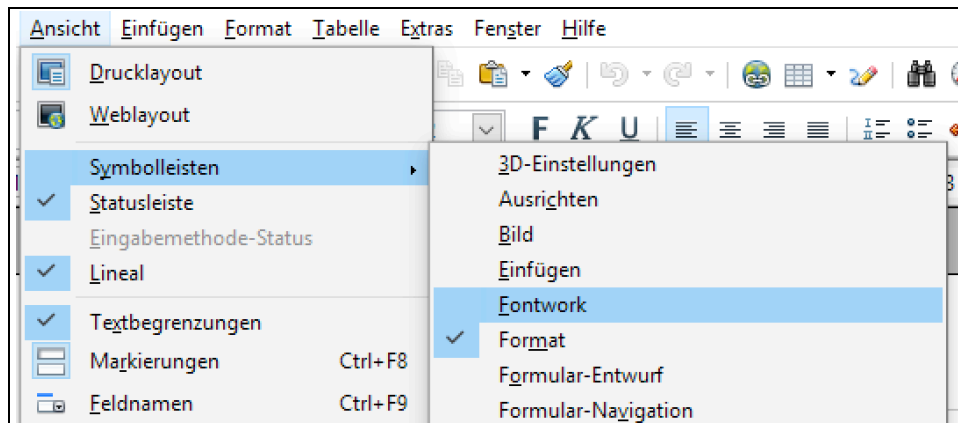 Ansicht Einfügen Format Tabelle Extras Fenster Hilfe
Drucklayout
Weblayout
F K U
Symbolleisten
Statusleiste
Eingabemethode-Status
Lineal
Textbegrenzungen
Markierungen Ctrl+F8
Feldnamen Ctrl+F9
3D-Einstellungen
Ausrichten
Bild
Einfügen
Fontwork
Format
Formular-Entwurf
Formular-Navigation